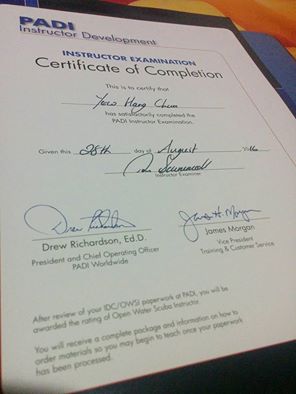 PADI
Instructor Development
INSTRUCTOR EXAMINATION
Certificate of Completion
This is to certify that
has satisfactorily completed the
PADI Instructor Examination.
Given this 28th day of August
Instructor Examiner
Drew Richardson, Ed.D.
President and Chief Operating Officer
PADI Worldwide
James Morgan
Vice President
Training & Customer Service
After review of your IDC/OWSI paperwork at PADI, you will be
awarded the rating of Open Water Scuba Instructor.
You will receive a complete package and information on how to
order materials so you may begin to teach once your paperwork
has been processed.